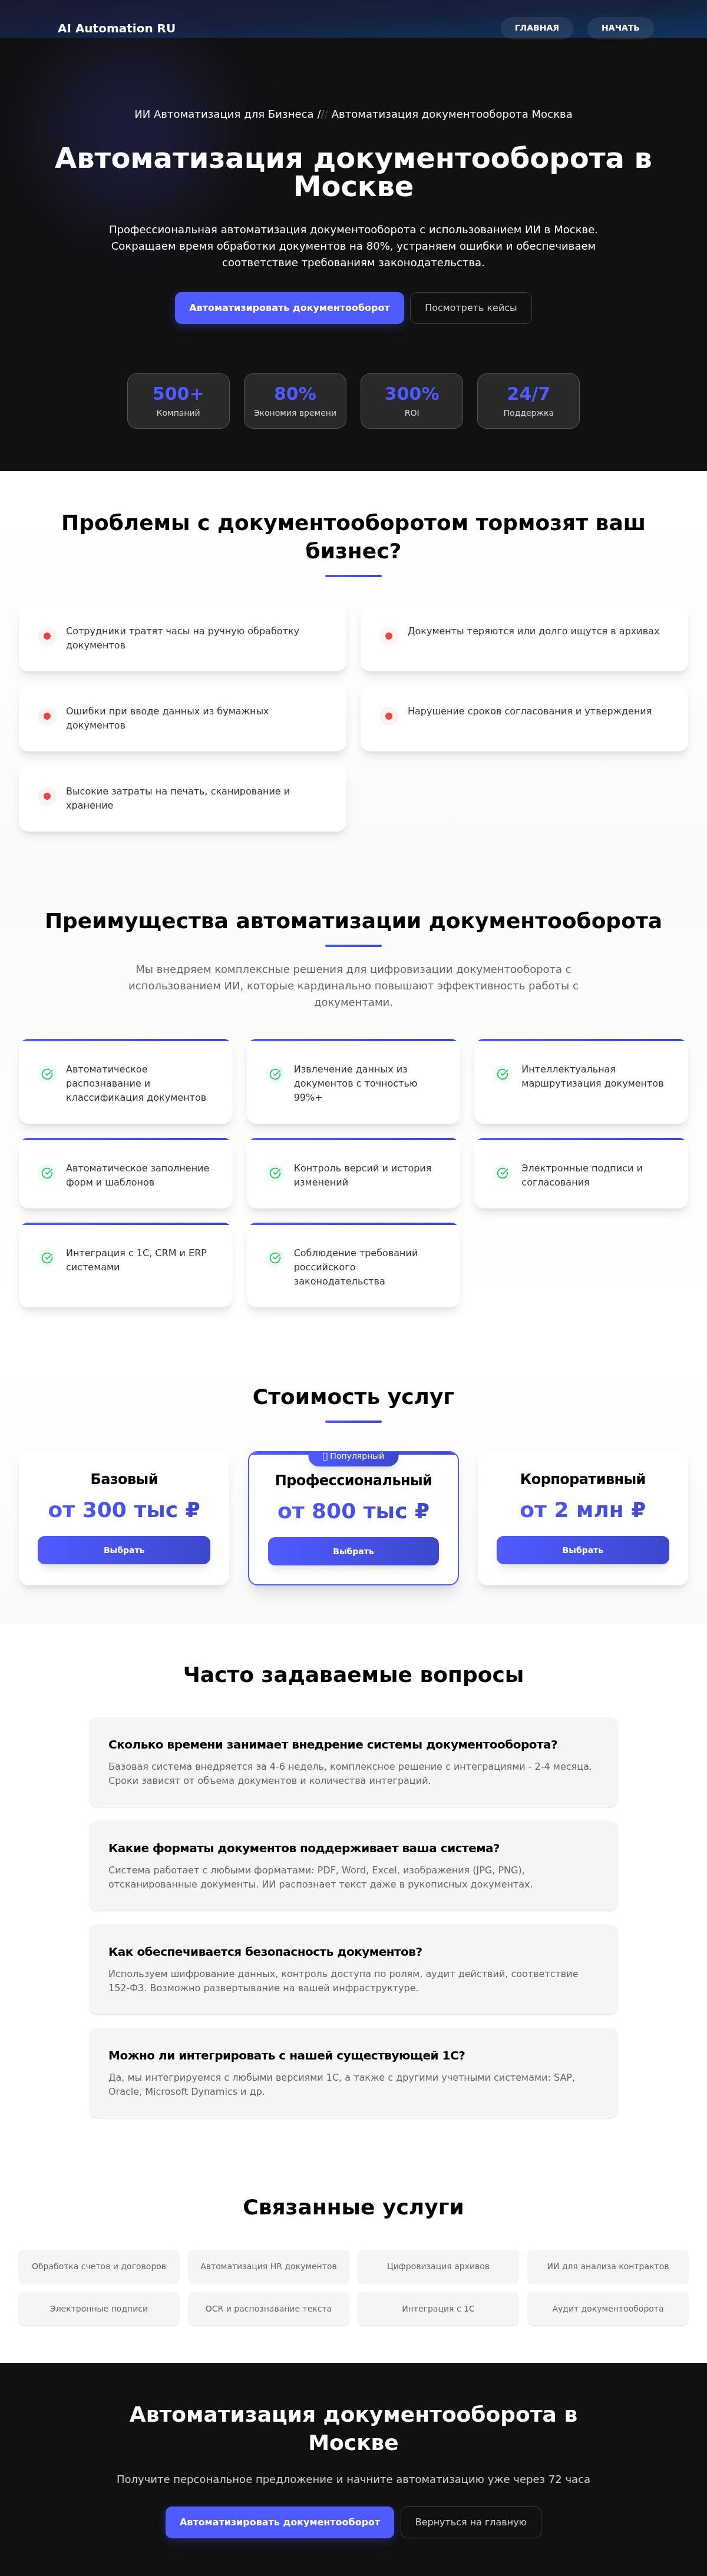 AI Automation RU
ГЛАВНАЯ
НАЧАТЬ
ИИ Автоматизация для Бизнеса /// Автоматизация документооборота Москва
Автоматизация документооборота в
Москве
Профессиональная автоматизация документооборота с использованием ИИ в Москве.
Сокращаем время обработки документов на 80%, устраняем ошибки и обеспечиваем
соответствие требованиям законодательства.
Автоматизировать документооборот
Посмотреть кейсы
500+
Компаний
80%
Экономия времени
300%
ROI
24/7
Поддержка
Проблемы с документооборотом тормозят ваш
бизнес?
Сотрудники тратят часы на ручную обработку
документов
Документы теряются или долго ищутся в архивах
Ошибки при вводе данных из бумажных
документов
Нарушение сроков согласования и утверждения
Высокие затраты на печать, сканирование и
хранение
Преимущества автоматизации документооборота
Мы внедряем комплексные решения для цифровизации документооборота с
использованием ИИ, которые кардинально повышают эффективность работы с
документами.
Автоматическое
распознавание и
классификация документов
Извлечение данных из
документов с точностью
99%+
Интеллектуальная
маршрутизация документов
Автоматическое заполнение
форм и шаблонов
Контроль версий и история
изменений
Электронные подписи и
согласования
Интеграция с 1С, CRM и ERP
системами
Соблюдение требований
российского
законодательства
Стоимость услуг
Базовый
от 300 тыс ₽
Выбрать
Популярный
Профессиональный
от 800 тыс ₽
Выбрать
Корпоративный
от 2 млн ₽
Выбрать
Часто задаваемые вопросы
Сколько времени занимает внедрение системы документооборота?
Базовая система внедряется за 4-6 недель, комплексное решение с интеграциями - 2-4 месяца.
Сроки зависят от объема документов и количества интеграций.
Какие форматы документов поддерживает ваша система?
Система работает с любыми форматами: PDF, Word, Excel, изображения (JPG, PNG),
отсканированные документы. ИИ распознает текст даже в рукописных документах.
Как обеспечивается безопасность документов?
Используем шифрование данных, контроль доступа по ролям, аудит действий, соответствие
152-ФЗ. Возможно развертывание на вашей инфраструктуре.
Можно ли интегрировать с нашей существующей 1С?
Да, мы интегрируемся с любыми версиями 1С, а также с другими учетными системами: SAP,
Oracle, Microsoft Dynamics и др.
Связанные услуги
Обработка счетов и договоров
Автоматизация HR документов
Цифровизация архивов
ИИ для анализа контрактов
Электронные подписи
OCR и распознавание текста
Интеграция с 1С
Аудит документооборота
Автоматизация документооборота в
Москве
Получите персональное предложение и начните автоматизацию уже через 72 часа
Автоматизировать документооборот
Вернуться на главную